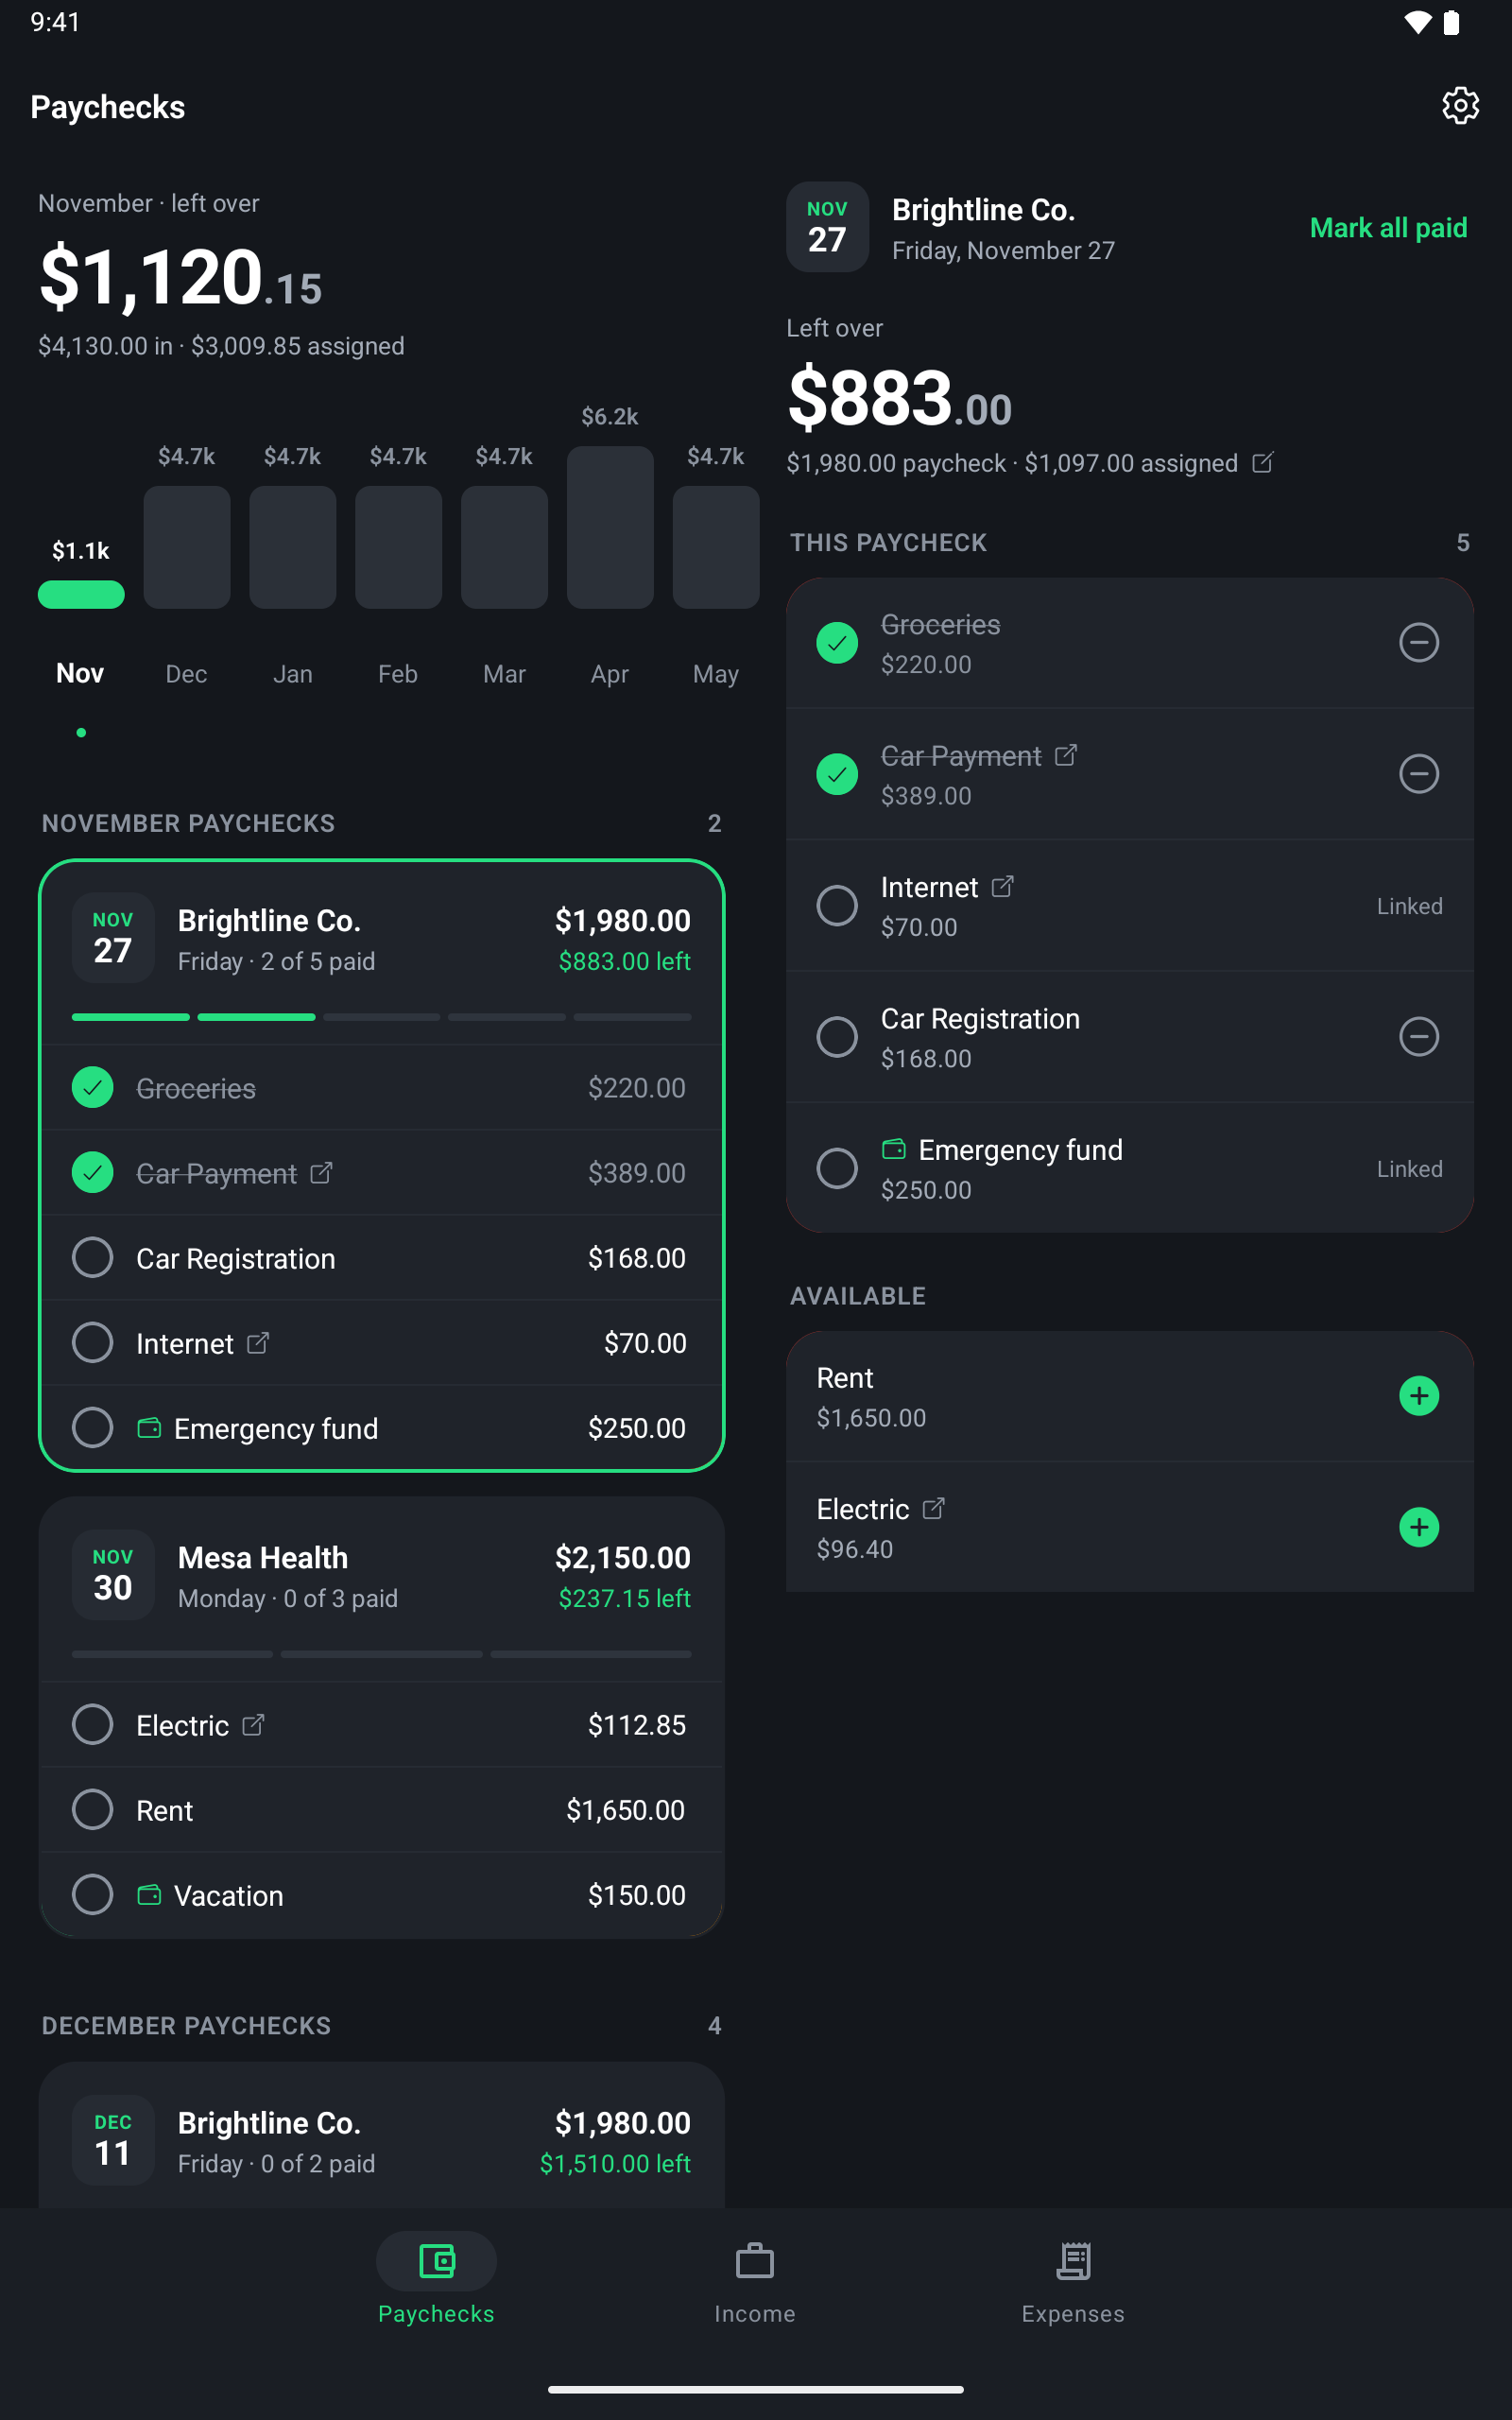 9:41
Paychecks
November · left over
$1,120.15
$4,130.00 in · $3,009.85 assigned
$1.1k
$4.7k
$4.7k
$4.7k
$4.7k
$6.2k
$4.7k
Nov
Dec
Jan
Feb
Mar
Apr
May
NOVEMBER PAYCHECKS 2
NOV
27
Brightline Co. $1,980.00
Friday · 2 of 5 paid $883.00 left
Groceries $220.00
Car Payment $389.00
Car Registration $168.00
Internet $70.00
Emergency fund $250.00
NOV
30
Mesa Health $2,150.00
Monday · 0 of 3 paid $237.15 left
Electric $112.85
Rent $1,650.00
Vacation $150.00
DECEMBER PAYCHECKS 4
DEC
11
Brightline Co. $1,980.00
Friday · 0 of 2 paid $1,510.00 left
NOV
27
Brightline Co.
Friday, November 27
Mark all paid
Left over
$883.00
$1,980.00 paycheck · $1,097.00 assigned
THIS PAYCHECK 5
Groceries
$220.00
Car Payment
$389.00
Internet
$70.00
Linked
Car Registration
$168.00
Emergency fund
$250.00
Linked
AVAILABLE
Rent
$1,650.00
Electric
$96.40
Paychecks
Income
Expenses